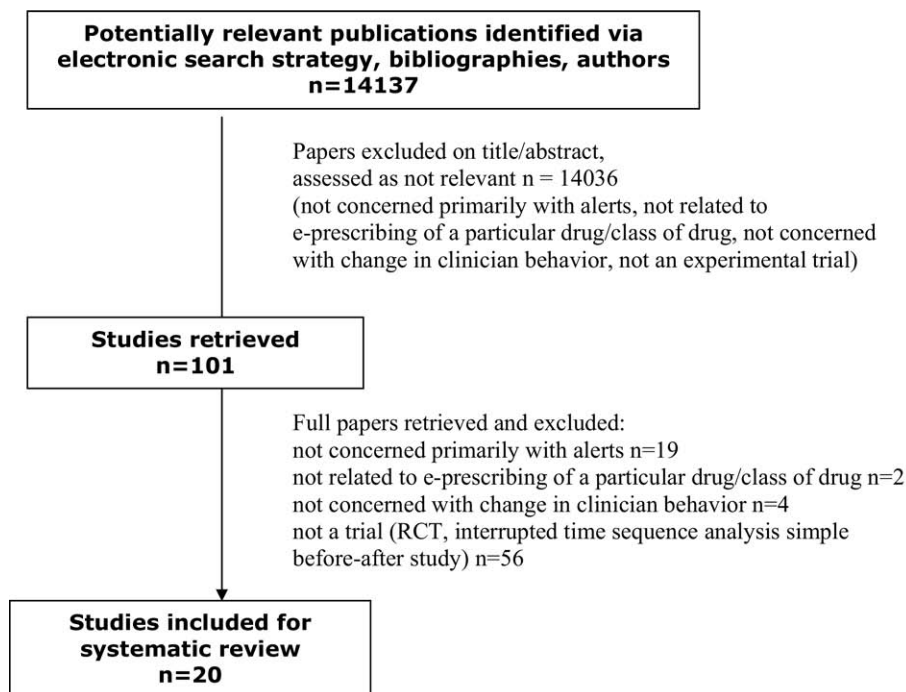 Potentially relevant publications identified via
electronic search strategy, bibliographies, authors
n=14137
Papers excluded on title/abstract,
assessed as not relevant n = 14036
(not concerned primarily with alerts, not related to
e-prescribing of a particular drug/class of drug, not concerned
with change in clinician behavior, not an experimental trial)
Studies retrieved
n=101
Full papers retrieved and excluded:
not concerned primarily with alerts n=19
not related to e-prescribing of a particular drug/class of drug n=2
not concerned with change in clinician behavior n=4
not a trial (RCT, interrupted time sequence analysis simple
before-after study) n=56
Studies included for
systematic review
n=20